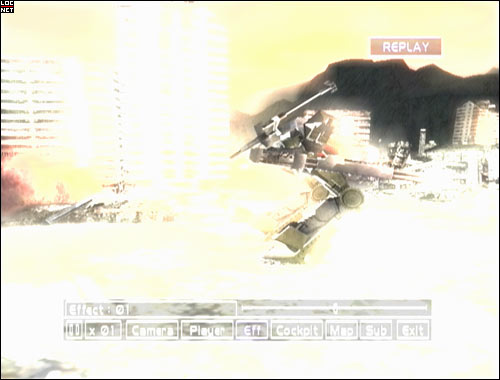 LOC
NET
REPLAY
Effect : 01
x 01 Camera Player Eff Cockpit Map Sub Exit